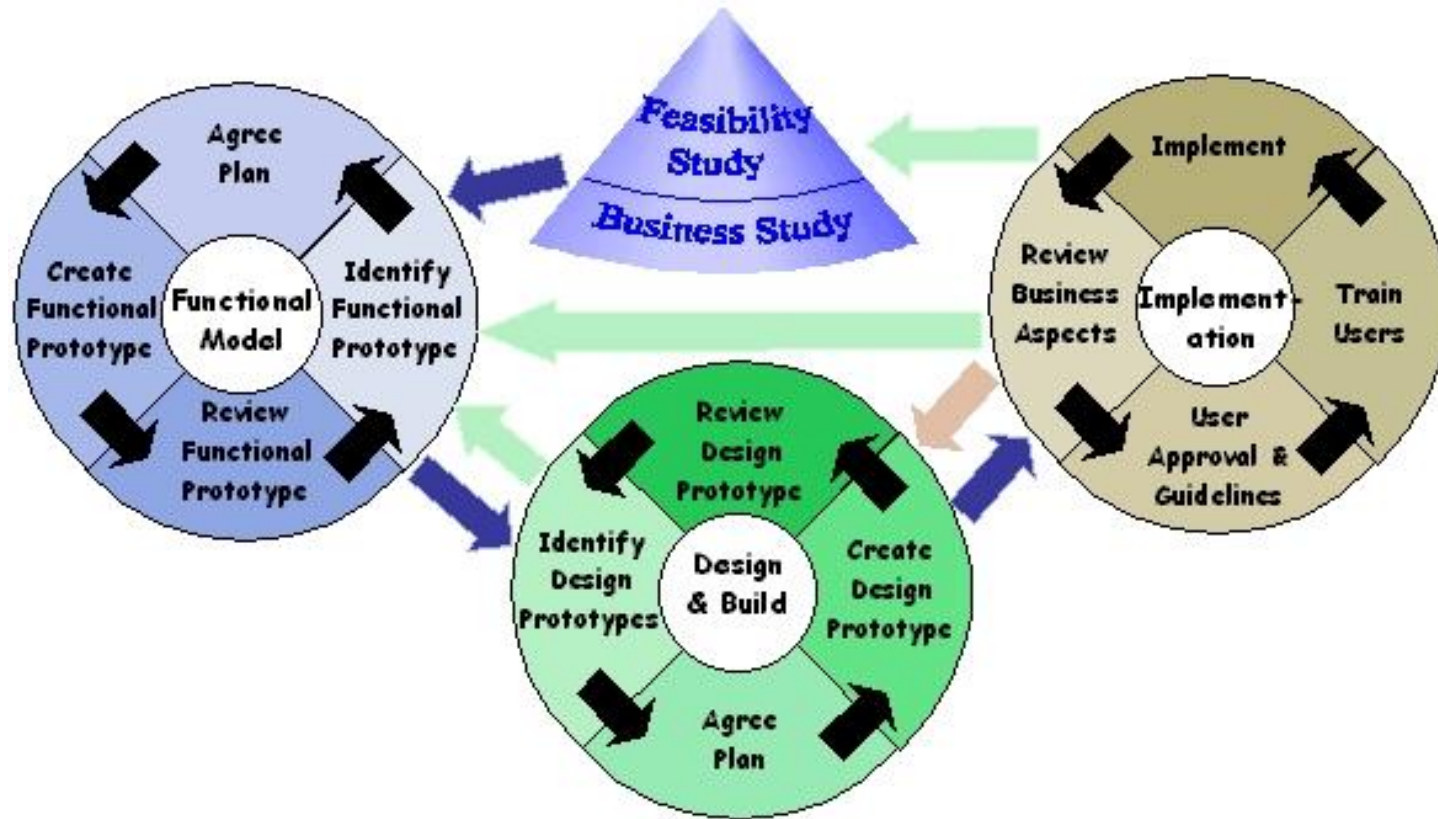 Feasibility
Study
Business Study
Agree
Plan
Create
Functional
Prototype
Functional
Model
Identify
Functional
Prototype
Review
Functional
Prototype
Implement
Review
Business
Aspects
Implement-
ation
Train
Users
User
Approval &
Guidelines
Review
Design
Prototype
Identify
Design
Prototypes
Design
& Build
Create
Design
Prototype
Agree
Plan